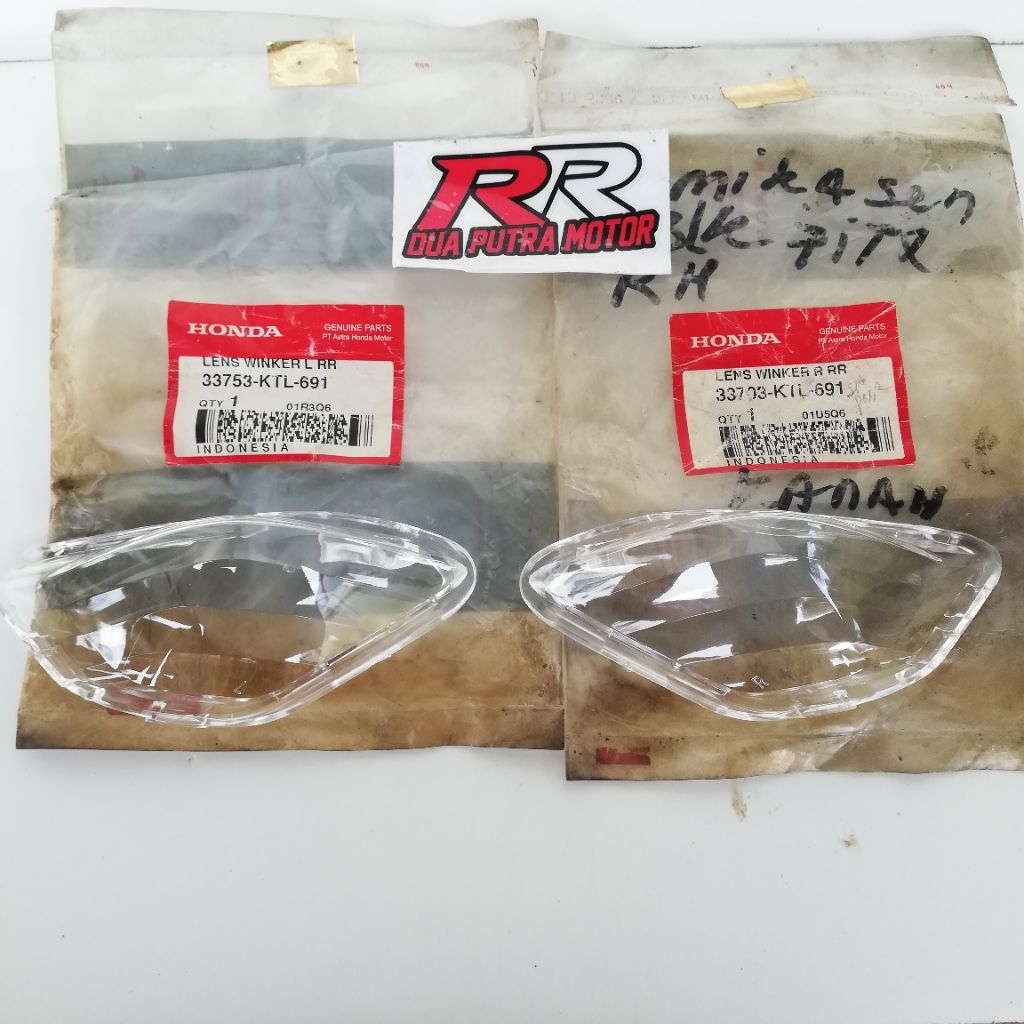 RR
DUA PUTRA MOTOR
mika sen
blk
RH
HONDA
GENUINE PARTS
PT Astra Honda Motor
LENS WINKER L RR
33753-KTL-691
QTY 1
01R3Q6
INDONESIA
HONDA
GENUINE PARTS
PT Astra Honda Motor
LENS WINKER R RR
33703-KTL-691
QTY 1
01U5Q6
INDONESIA
KANAN